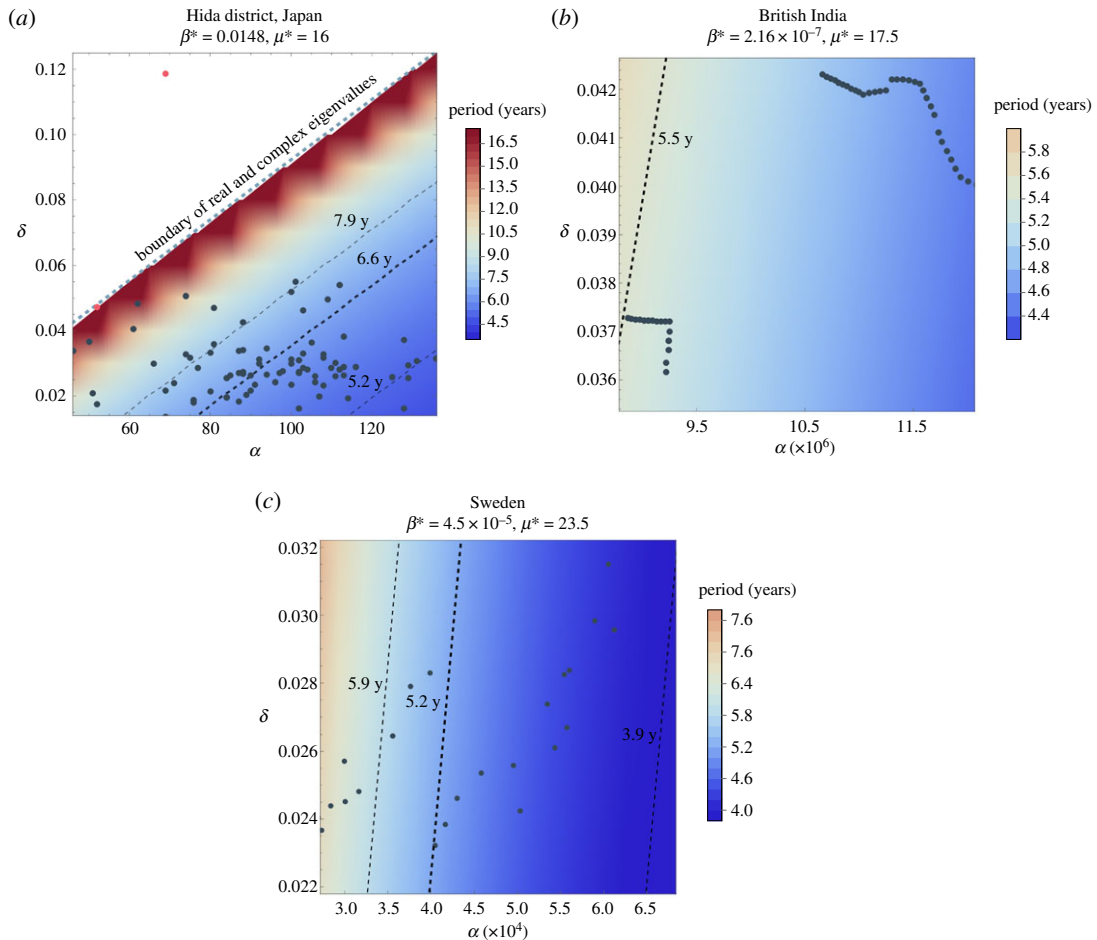 (a)
Hida district, Japan
β* = 0.0148, μ* = 16
0.12
0.10
0.08
0.06
0.04
0.02
δ
boundary of real and complex eigenvalues
7.9 y
6.6 y
5.2 y
60
80
100
120
α
period (years)
16.5
15.0
13.5
12.0
10.5
9.0
7.5
6.0
4.5
(b)
British India
β* = 2.16 × 10⁻⁷, μ* = 17.5
0.042
0.041
0.040
0.039
0.038
0.037
0.036
δ
5.5 y
9.5
10.5
11.5
α (×10⁶)
period (years)
5.8
5.6
5.4
5.2
5.0
4.8
4.6
4.4
(c)
Sweden
β* = 4.5 × 10⁻⁵, μ* = 23.5
0.032
0.030
0.028
0.026
0.024
0.022
δ
5.9 y
5.2 y
3.9 y
3.0
3.5
4.0
4.5
5.0
5.5
6.0
6.5
α (×10⁴)
period (years)
7.6
7.6
6.4
5.8
5.2
4.6
4.0